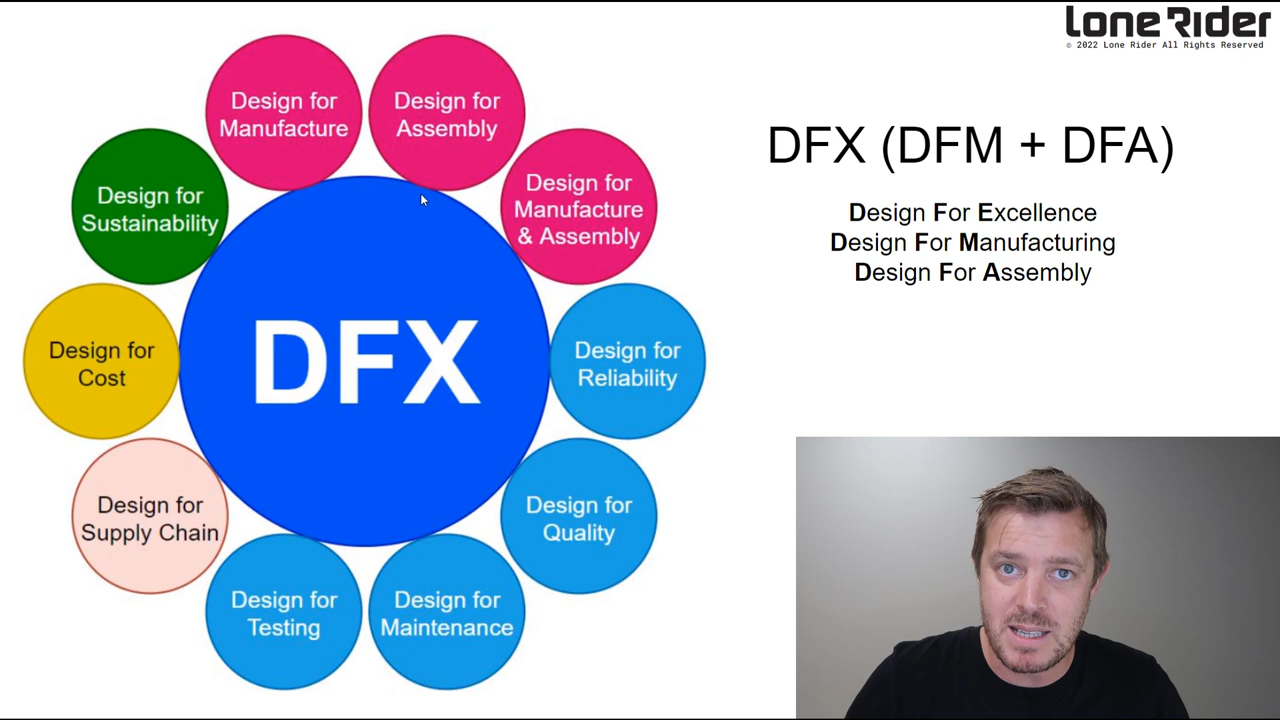 Lone Rider
© 2022 Lone Rider All Rights Reserved
DFX (DFM + DFA)
Design For Excellence
Design For Manufacturing
Design For Assembly
Design for
Manufacture
Design for
Assembly
Design for
Manufacture
& Assembly
Design for
Reliability
Design for
Quality
Design for
Maintenance
Design for
Testing
Design for
Supply Chain
Design for
Cost
Design for
Sustainability
DFX